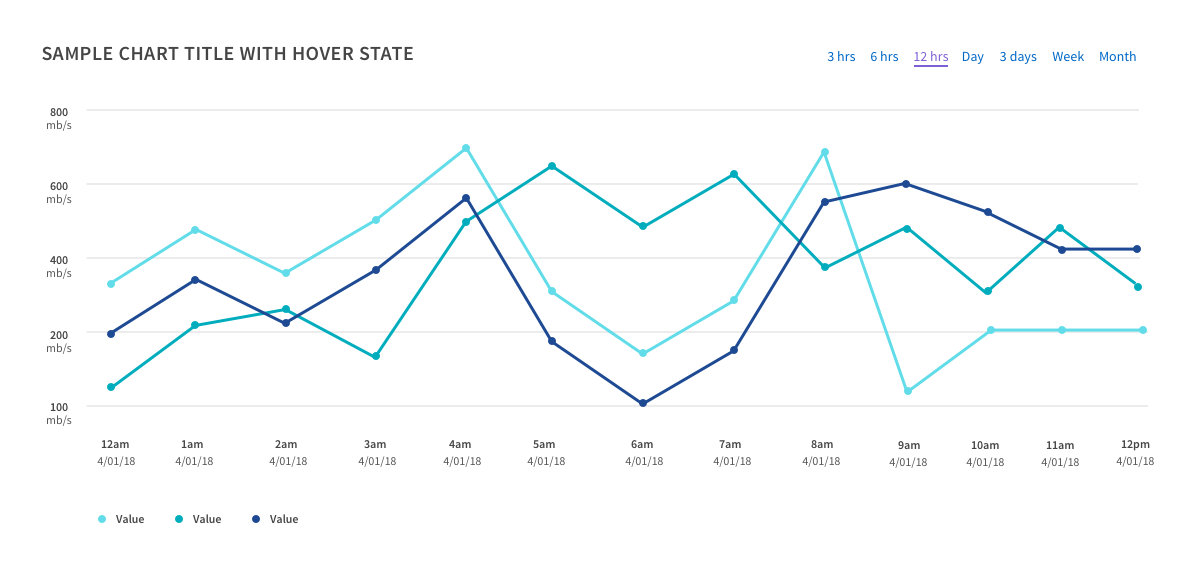 SAMPLE CHART TITLE WITH HOVER STATE
3 hrs 6 hrs 12 hrs Day 3 days Week Month
800
mb/s
600
mb/s
400
mb/s
200
mb/s
100
mb/s
12am 1am 2am 3am 4am 5am 6am 7am 8am 9am 10am 11am 12pm
4/01/18 4/01/18 4/01/18 4/01/18 4/01/18 4/01/18 4/01/18 4/01/18 4/01/18 4/01/18 4/01/18 4/01/18 4/01/18
Value Value Value